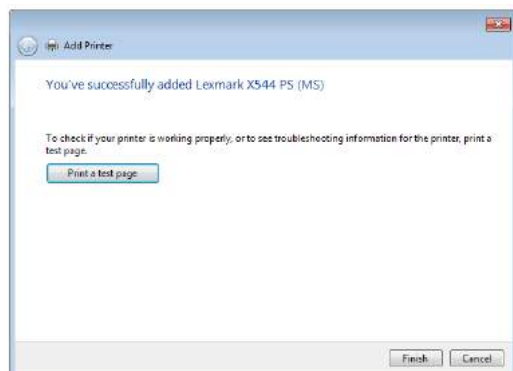 Add Printer
You've successfully added Lexmark X544 PS (MS)
To check if your printer is working properly, or to see troubleshooting information for the printer, print a
test page.
Print a test page
Finish Cancel